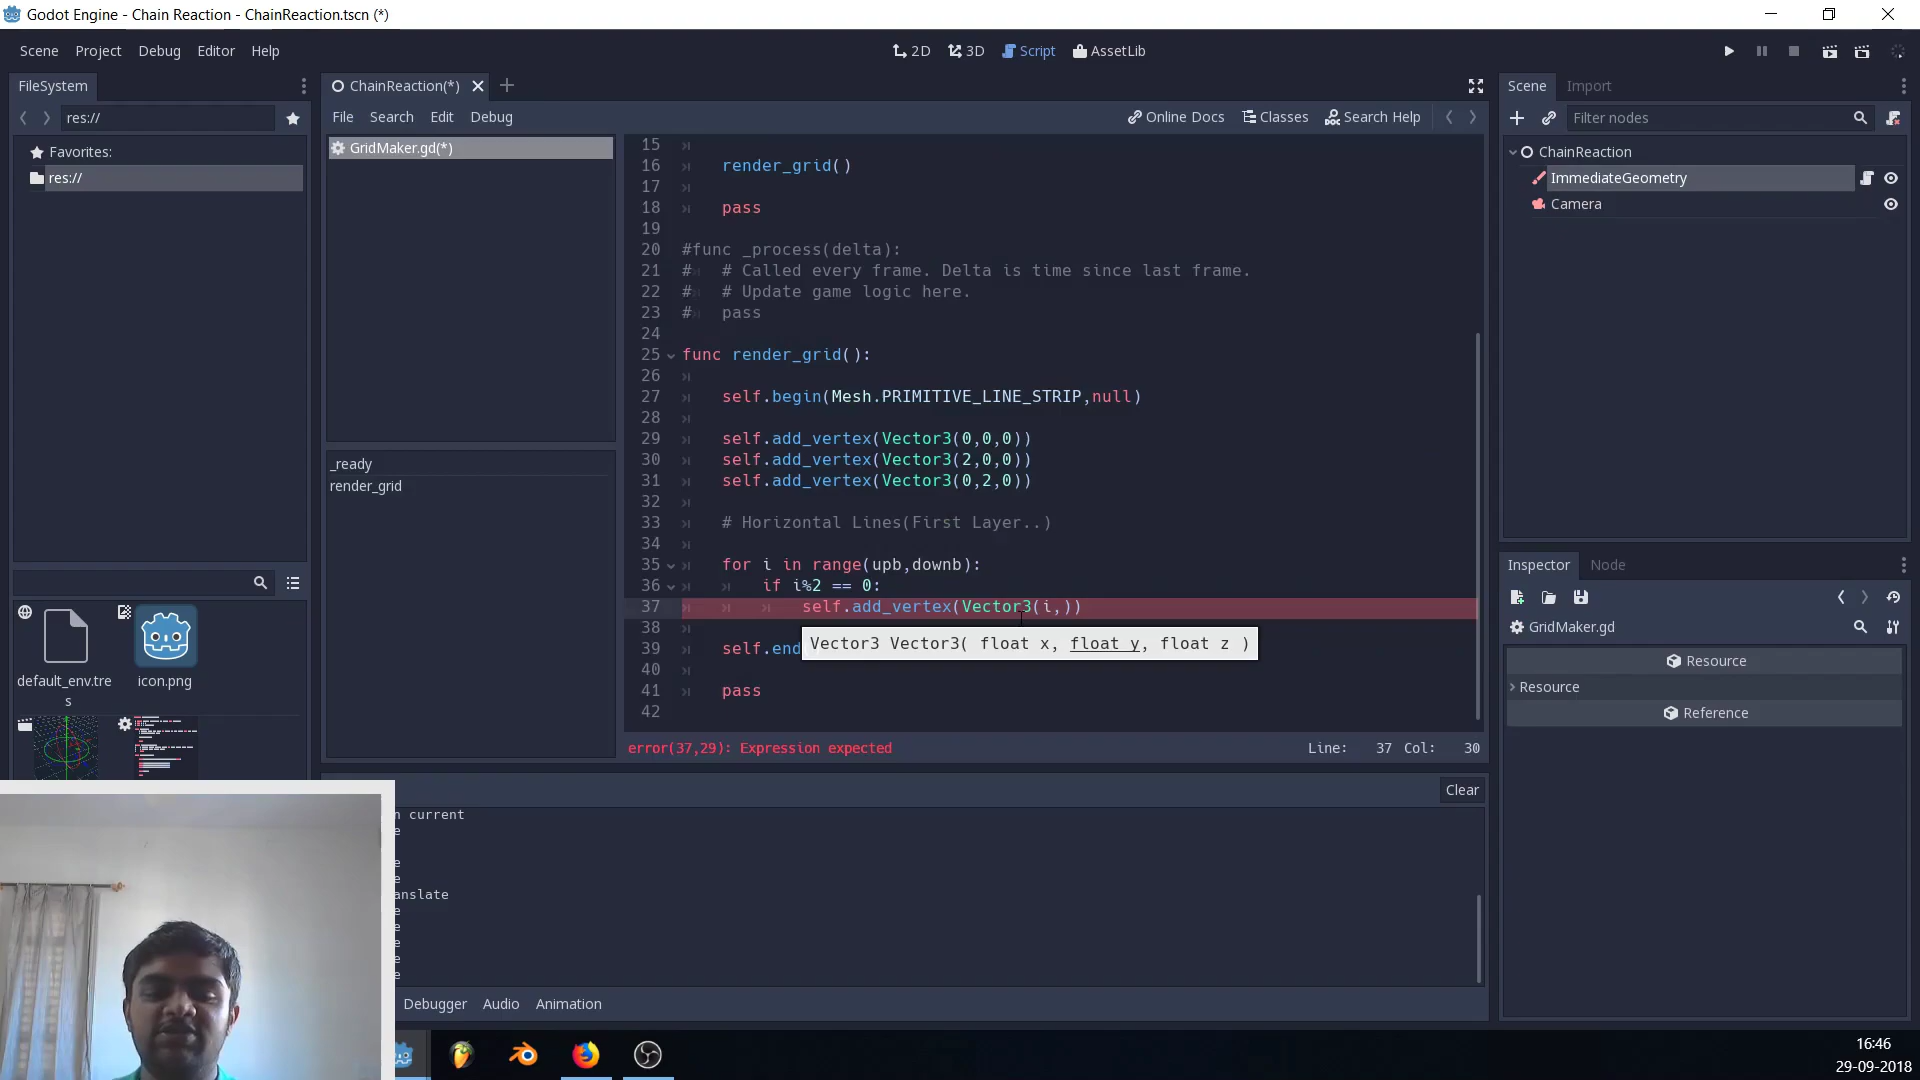 Godot Engine - Chain Reaction - ChainReaction.tscn (*)
Scene Project Debug Editor Help
2D 3D Script AssetLib
FileSystem
res://
Favorites:
res://
default_env.tre
s
icon.png
ChainReaction(*)
File Search Edit Debug
Online Docs Classes Search Help
GridMaker.gd(*)
_ready
render_grid
15
16 render_grid()
17
18 pass
19
20 #func _process(delta):
21 # # Called every frame. Delta is time since last frame.
22 # # Update game logic here.
23 # pass
24
25 func render_grid():
26
27 self.begin(Mesh.PRIMITIVE_LINE_STRIP,null)
28
29 self.add_vertex(Vector3(0,0,0))
30 self.add_vertex(Vector3(2,0,0))
31 self.add_vertex(Vector3(0,2,0))
32
33 # Horizontal Lines(First Layer..)
34
35 for i in range(upb,downb):
36 if i%2 == 0:
37 self.add_vertex(Vector3(i,))
38
39 self.end
Vector3 Vector3( float x, float y, float z )
40
41 pass
42
error(37,29): Expression expected
Line: 37 Col: 30
Clear
n current
e
e
e
anslate
e
e
e
e
e
Debugger Audio Animation
Scene Import
Filter nodes
ChainReaction
ImmediateGeometry
Camera
Inspector Node
GridMaker.gd
Resource
Resource
Reference
16:46
29-09-2018